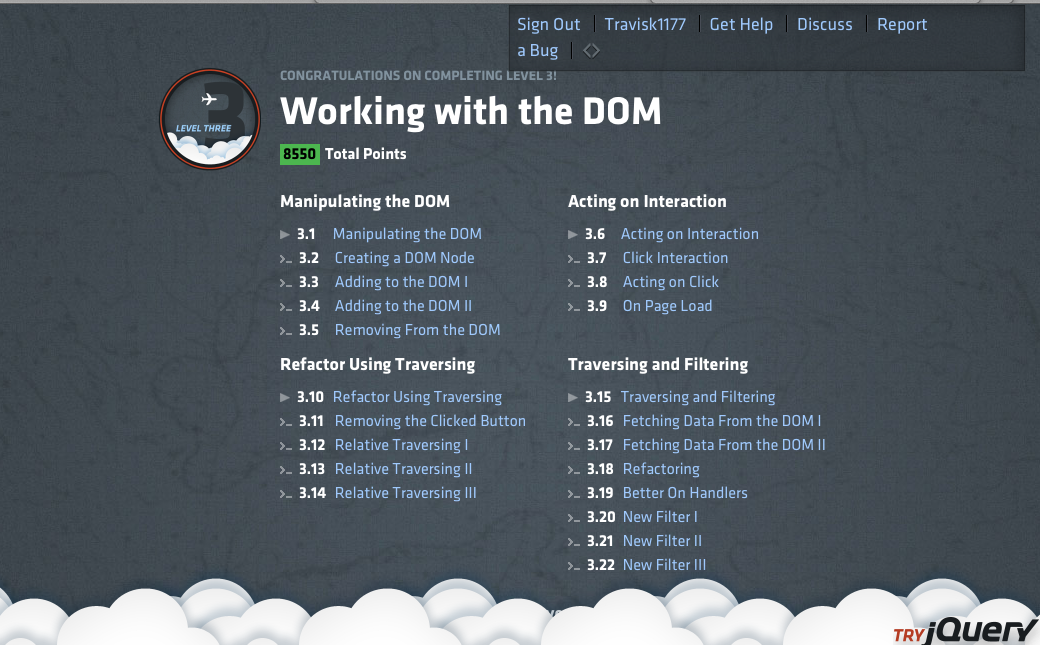 Sign Out Travisk1177 Get Help Discuss Report
a Bug
CONGRATULATIONS ON COMPLETING LEVEL 3!
3
LEVEL THREE
Working with the DOM
8550 Total Points
Manipulating the DOM
3.1 Manipulating the DOM
3.2 Creating a DOM Node
3.3 Adding to the DOM I
3.4 Adding to the DOM II
3.5 Removing From the DOM
Acting on Interaction
3.6 Acting on Interaction
3.7 Click Interaction
3.8 Acting on Click
3.9 On Page Load
Refactor Using Traversing
3.10 Refactor Using Traversing
3.11 Removing the Clicked Button
3.12 Relative Traversing I
3.13 Relative Traversing II
3.14 Relative Traversing III
Traversing and Filtering
3.15 Traversing and Filtering
3.16 Fetching Data From the DOM I
3.17 Fetching Data From the DOM II
3.18 Refactoring
3.19 Better On Handlers
3.20 New Filter I
3.21 New Filter II
3.22 New Filter III
TRY jQuery